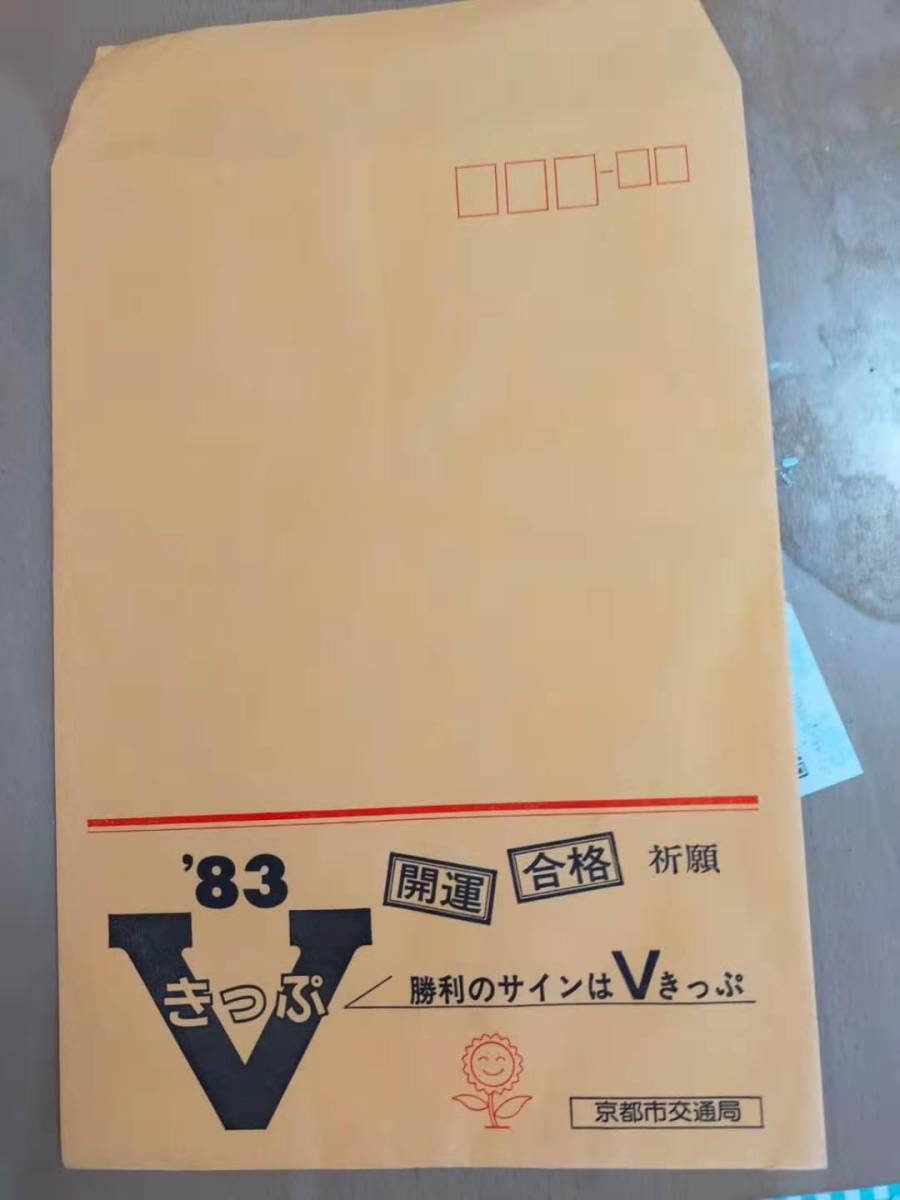 '83
Vきっぷ
開運 合格 祈願
勝利のサインはVきっぷ
京都市交通局